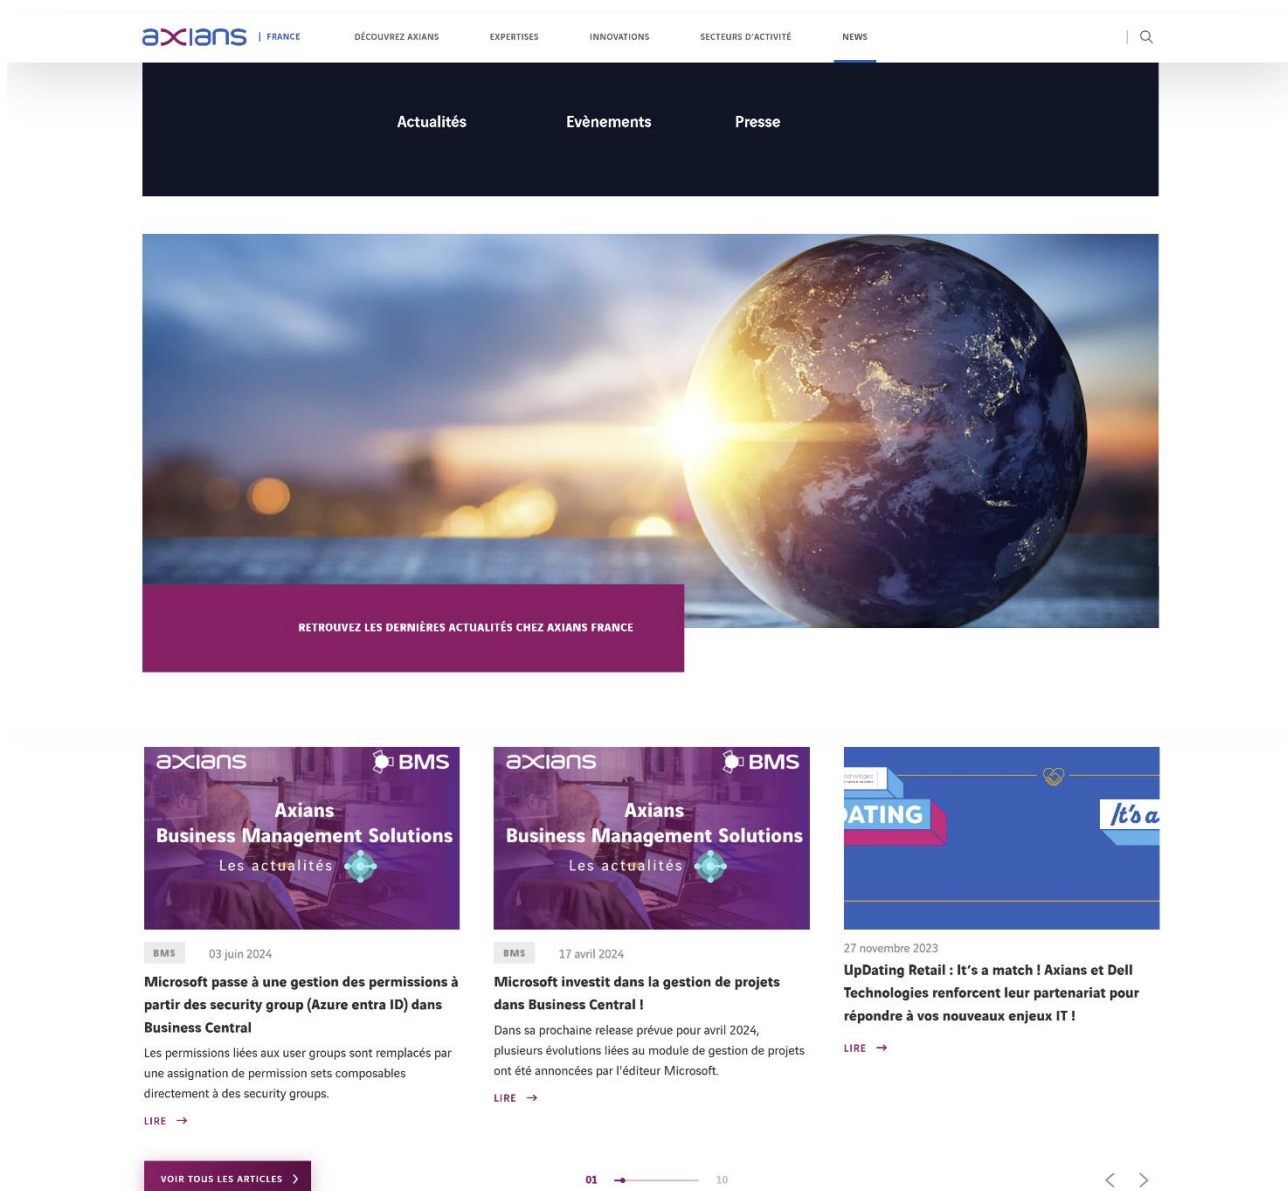 axians | FRANCE
DÉCOUVREZ AXIANS
EXPERTISES
INNOVATIONS
SECTEURS D'ACTIVITÉ
NEWS
Actualités
Evènements
Presse
RETROUVEZ LES DERNIÈRES ACTUALITÉS CHEZ AXIANS FRANCE
axians
BMS
Axians
Business Management Solutions
Les actualités
BMS
03 juin 2024
Microsoft passe à une gestion des permissions à
partir des security group (Azure entra ID) dans
Business Central
Les permissions liées aux user groups sont remplacés par
une assignation de permission sets composables
directement à des security groups.
LIRE →
axians
BMS
Axians
Business Management Solutions
Les actualités
BMS
17 avril 2024
Microsoft investit dans la gestion de projets
dans Business Central !
Dans sa prochaine release prévue pour avril 2024,
plusieurs évolutions liées au module de gestion de projets
ont été annoncées par l'éditeur Microsoft.
LIRE →
DATING
It's a
27 novembre 2023
UpDating Retail : It’s a match ! Axians et Dell
Technologies renforcent leur partenariat pour
répondre à vos nouveaux enjeux IT !
LIRE →
VOIR TOUS LES ARTICLES >
01
10
< >